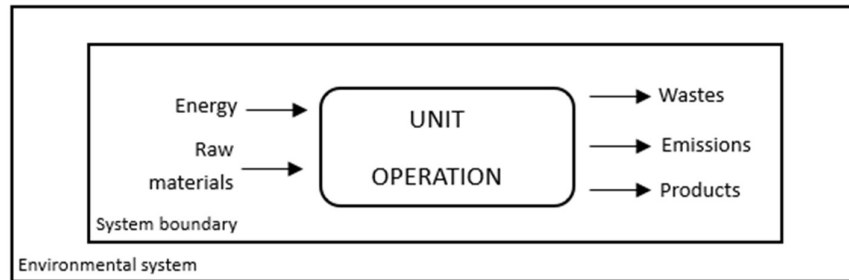 Energy
Raw
materials
UNIT
OPERATION
Wastes
Emissions
Products
System boundary
Environmental system